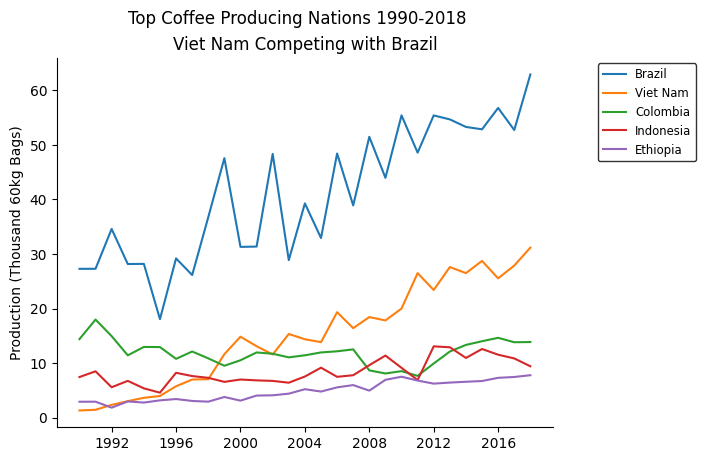 Top Coffee Producing Nations 1990-2018
Viet Nam Competing with Brazil
Production (Thousand 60kg Bags)
60
50
40
30
20
10
0
1992 1996 2000 2004 2008 2012 2016
Brazil
Viet Nam
Colombia
Indonesia
Ethiopia